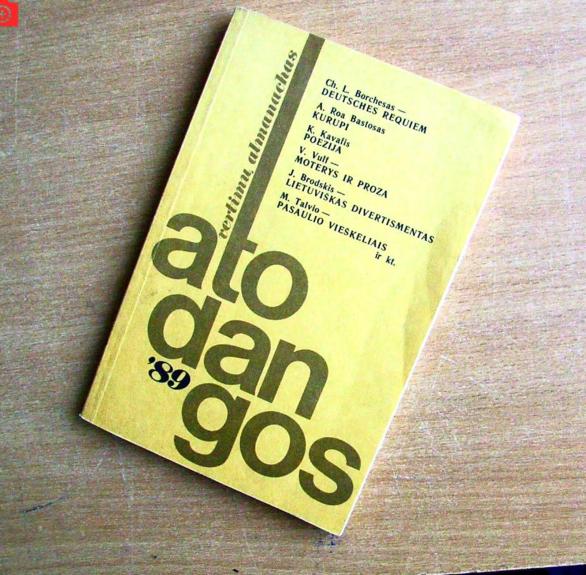 vertimų almanachas
Ch. L. Borchesas —
DEUTSCHES REQUIEM
A. Roa Bastosas
KURUPI
K. Kavafis
POEZIJA
V. Vulf —
MOTERYS IR PROZA
J. Brodskis —
LIETUVIŠKAS DIVERTISMENTAS
M. Talvio —
PASAULIO VIEŠKELIAIS
ir kt.
ato
dan
'89
gos